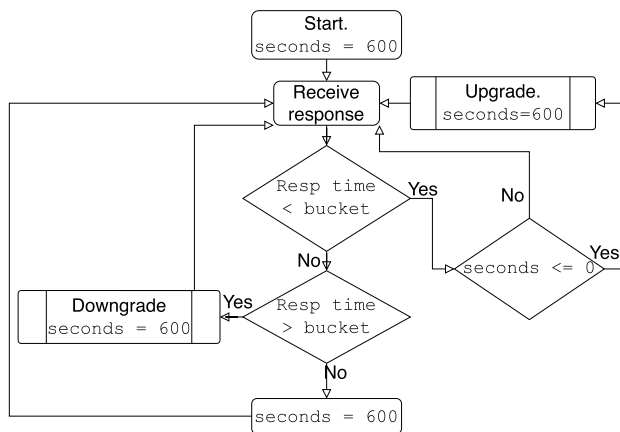 Start.
seconds = 600
Receive
response
Upgrade.
seconds=600
Resp time
< bucket
Yes
No
seconds <= 0
Yes
No
Downgrade
seconds = 600
Yes
Resp time
> bucket
No
seconds = 600